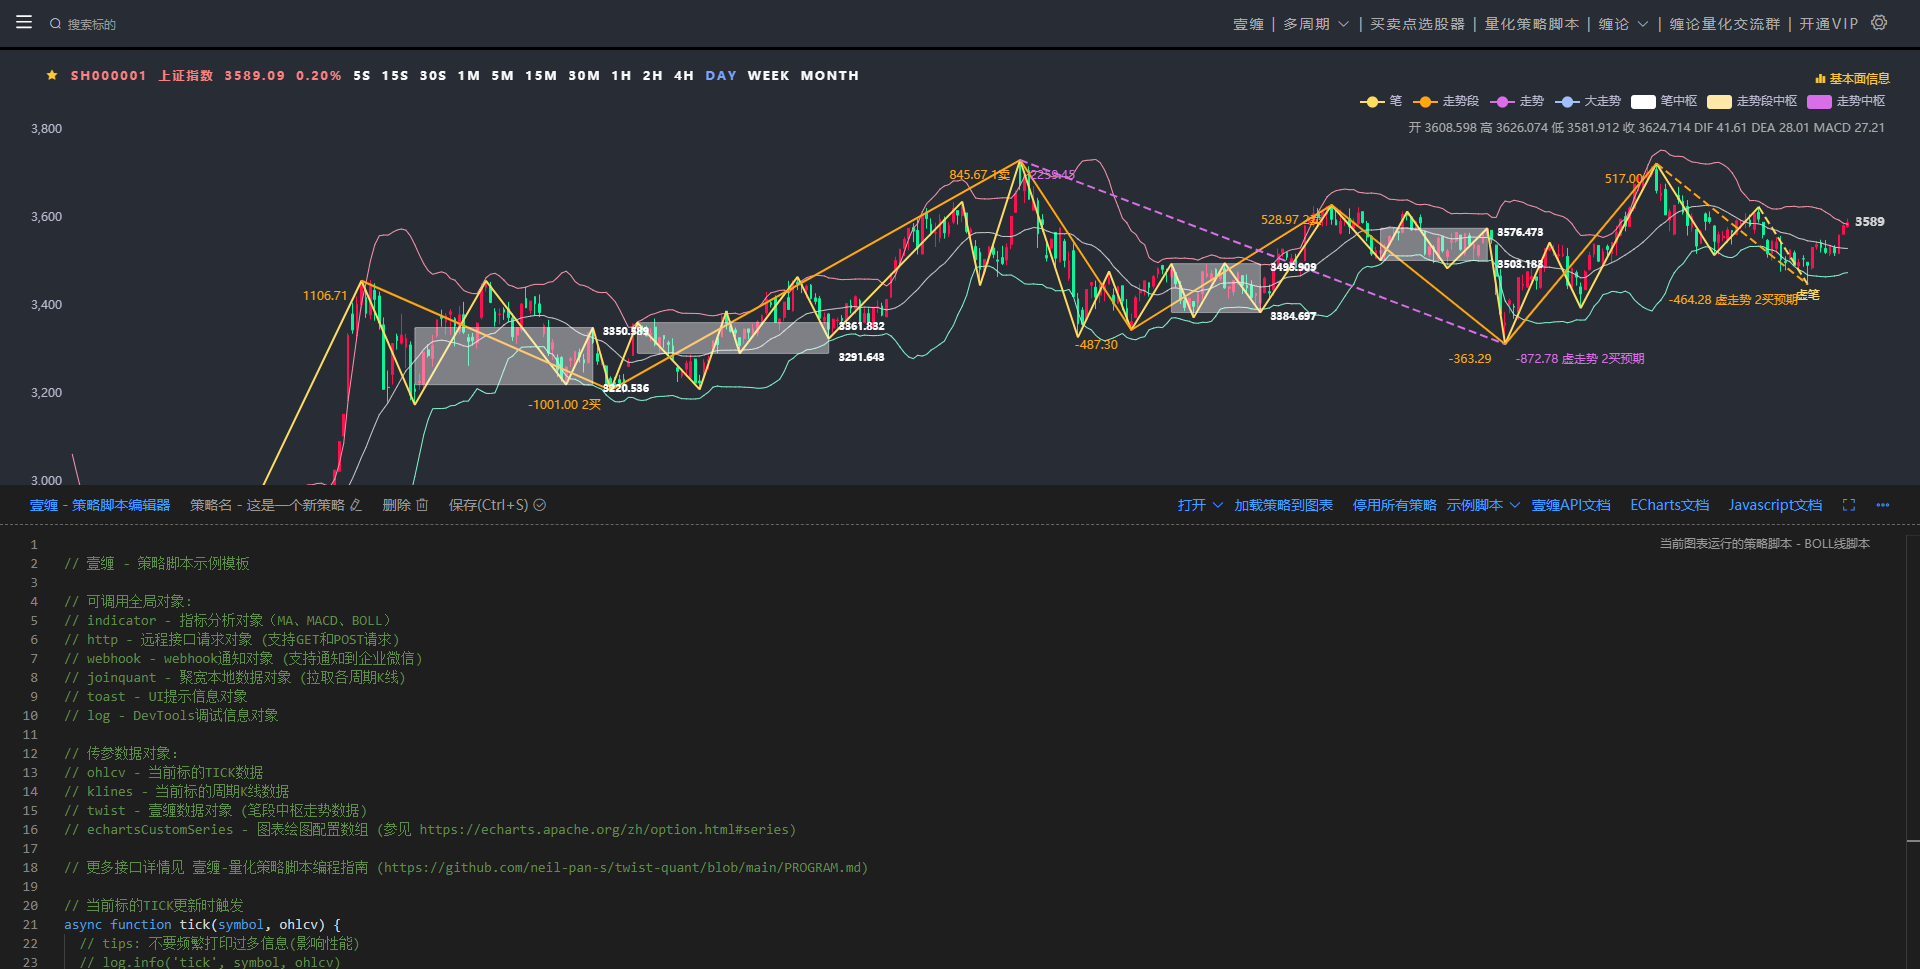 搜索标的
壹缠 | 多周期 | 买卖点选股器 | 量化策略脚本 | 缠论 | 缠论量化交流群 | 开通VIP
SH000001 上证指数 3589.09 0.20% 5S 15S 30S 1M 5M 15M 30M 1H 2H 4H DAY WEEK MONTH
基本面信息
笔 走势段 走势 大走势 笔中枢 走势段中枢 走势中枢
开 3608.598 高 3626.074 低 3581.912 收 3624.714 DIF 41.61 DEA 28.01 MACD 27.21
3,800
3,600
3,400
3,200
3,000
1106.71
-1001.00 2买
3350.589
3220.536
3361.832
3291.643
845.67 1卖
2259.45
-487.30
3495.909
3384.697
528.97 2卖
3576.473
3503.183
-363.29
-872.78 虚走势 2买预期
517.00
-464.28 虚走势 2买预期
虚笔
3589
壹缠 - 策略脚本编辑器 策略名 - 这是一个新策略 删除 保存(Ctrl+S)
打开 加载策略到图表 停用所有策略 示例脚本 壹缠API文档 ECharts文档 Javascript文档
当前图表运行的策略脚本 - BOLL线脚本
1
2 // 壹缠 - 策略脚本示例模板
3
4 // 可调用全局对象:
5 // indicator - 指标分析对象（MA、MACD、BOLL）
6 // http - 远程接口请求对象 (支持GET和POST请求)
7 // webhook - webhook通知对象 (支持通知到企业微信)
8 // joinquant - 聚宽本地数据对象 (拉取各周期K线)
9 // toast - UI提示信息对象
10 // log - DevTools调试信息对象
11
12 // 传参数据对象:
13 // ohlcv - 当前标的TICK数据
14 // klines - 当前标的周期K线数据
15 // twist - 壹缠数据对象 (笔段中枢走势数据)
16 // echartsCustomSeries - 图表绘图配置数组 (参见 https://echarts.apache.org/zh/option.html#series)
17
18 // 更多接口详情见 壹缠-量化策略脚本编程指南 (https://github.com/neil-pan-s/twist-quant/blob/main/PROGRAM.md)
19
20 // 当前标的TICK更新时触发
21 async function tick(symbol, ohlcv) {
22 // tips: 不要频繁打印过多信息(影响性能)
23 // log.info('tick', symbol, ohlcv)